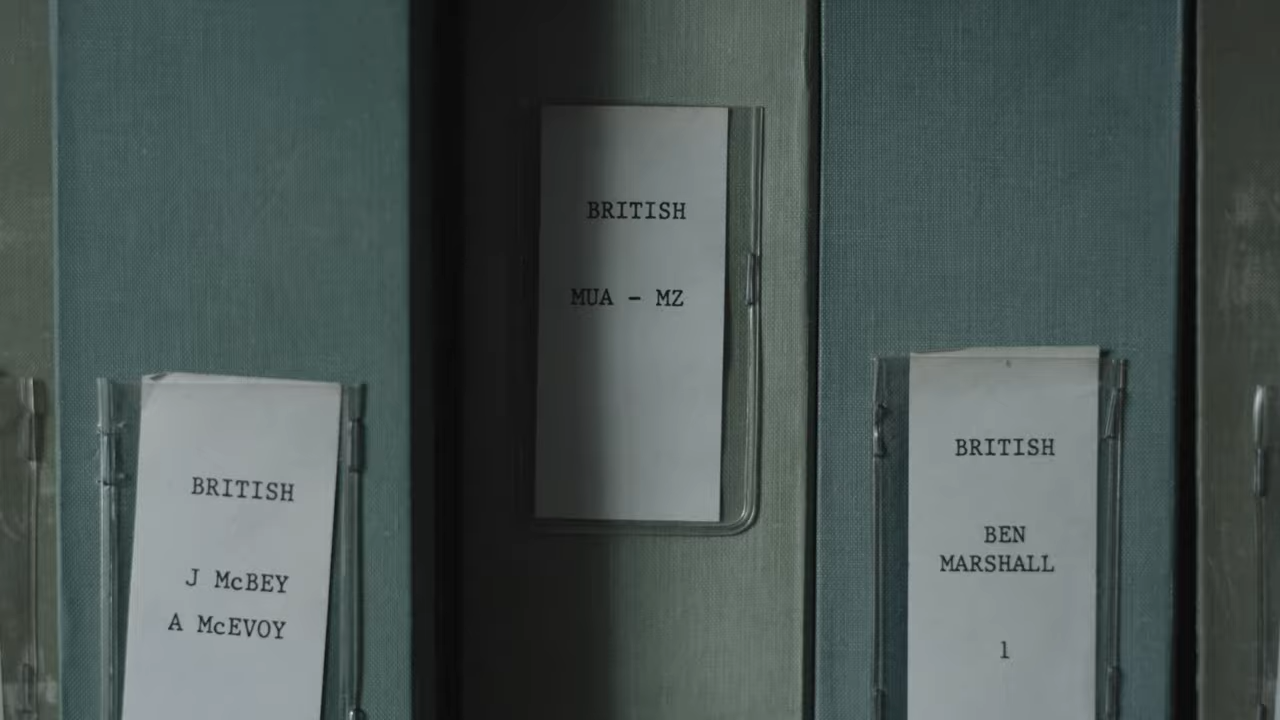 BRITISH
J McBEY
A McEVOY
BRITISH
MUA - MZ
BRITISH
BEN
MARSHALL
1